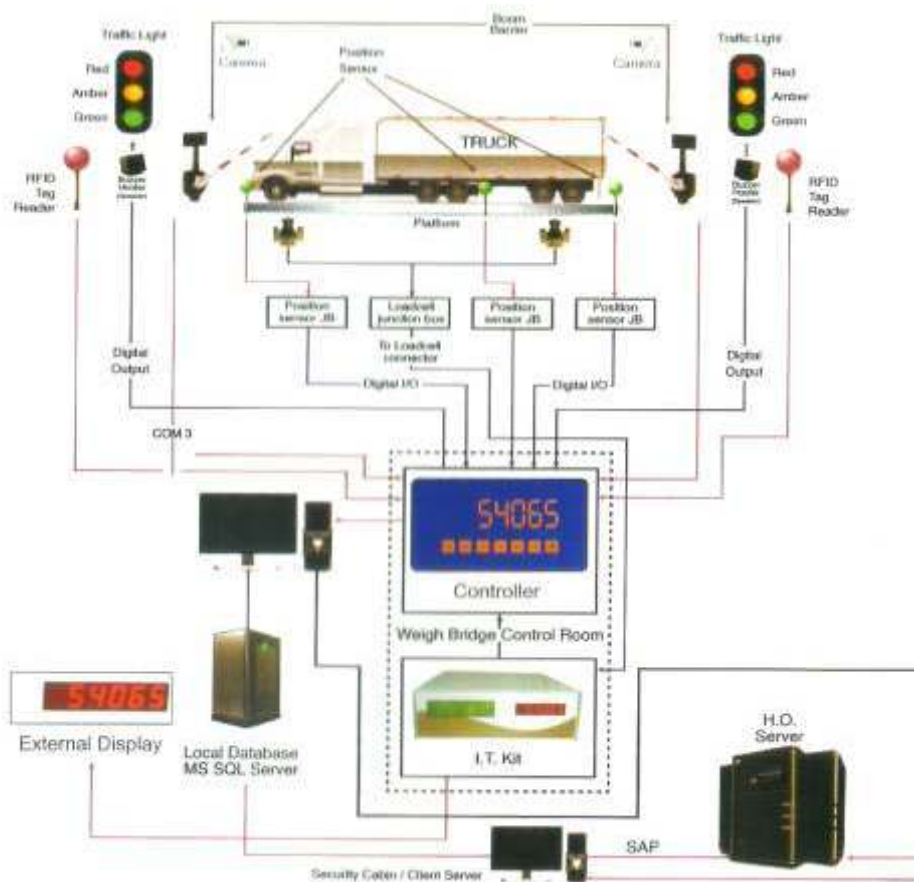 Boom
Barrier
Traffic Light
Traffic Light
Position
Sensor
Camera
Camera
Red
Amber
Green
Red
Amber
Green
TRUCK
RFID
Tag
Reader
RFID
Tag
Reader
Platform
Position
sensor JB
Loadcell
junction box
Position
sensor JB
Position
sensor JB
To Loadcell
connector
Digital
Output
Digital I/O
Digital I/O
Digital
Output
COM 3
54065
Controller
Weigh Bridge Control Room
54065
External Display
Local Database
MS SQL Server
I.T. Kit
H.O.
Server
SAP
Security Cabin / Client Server